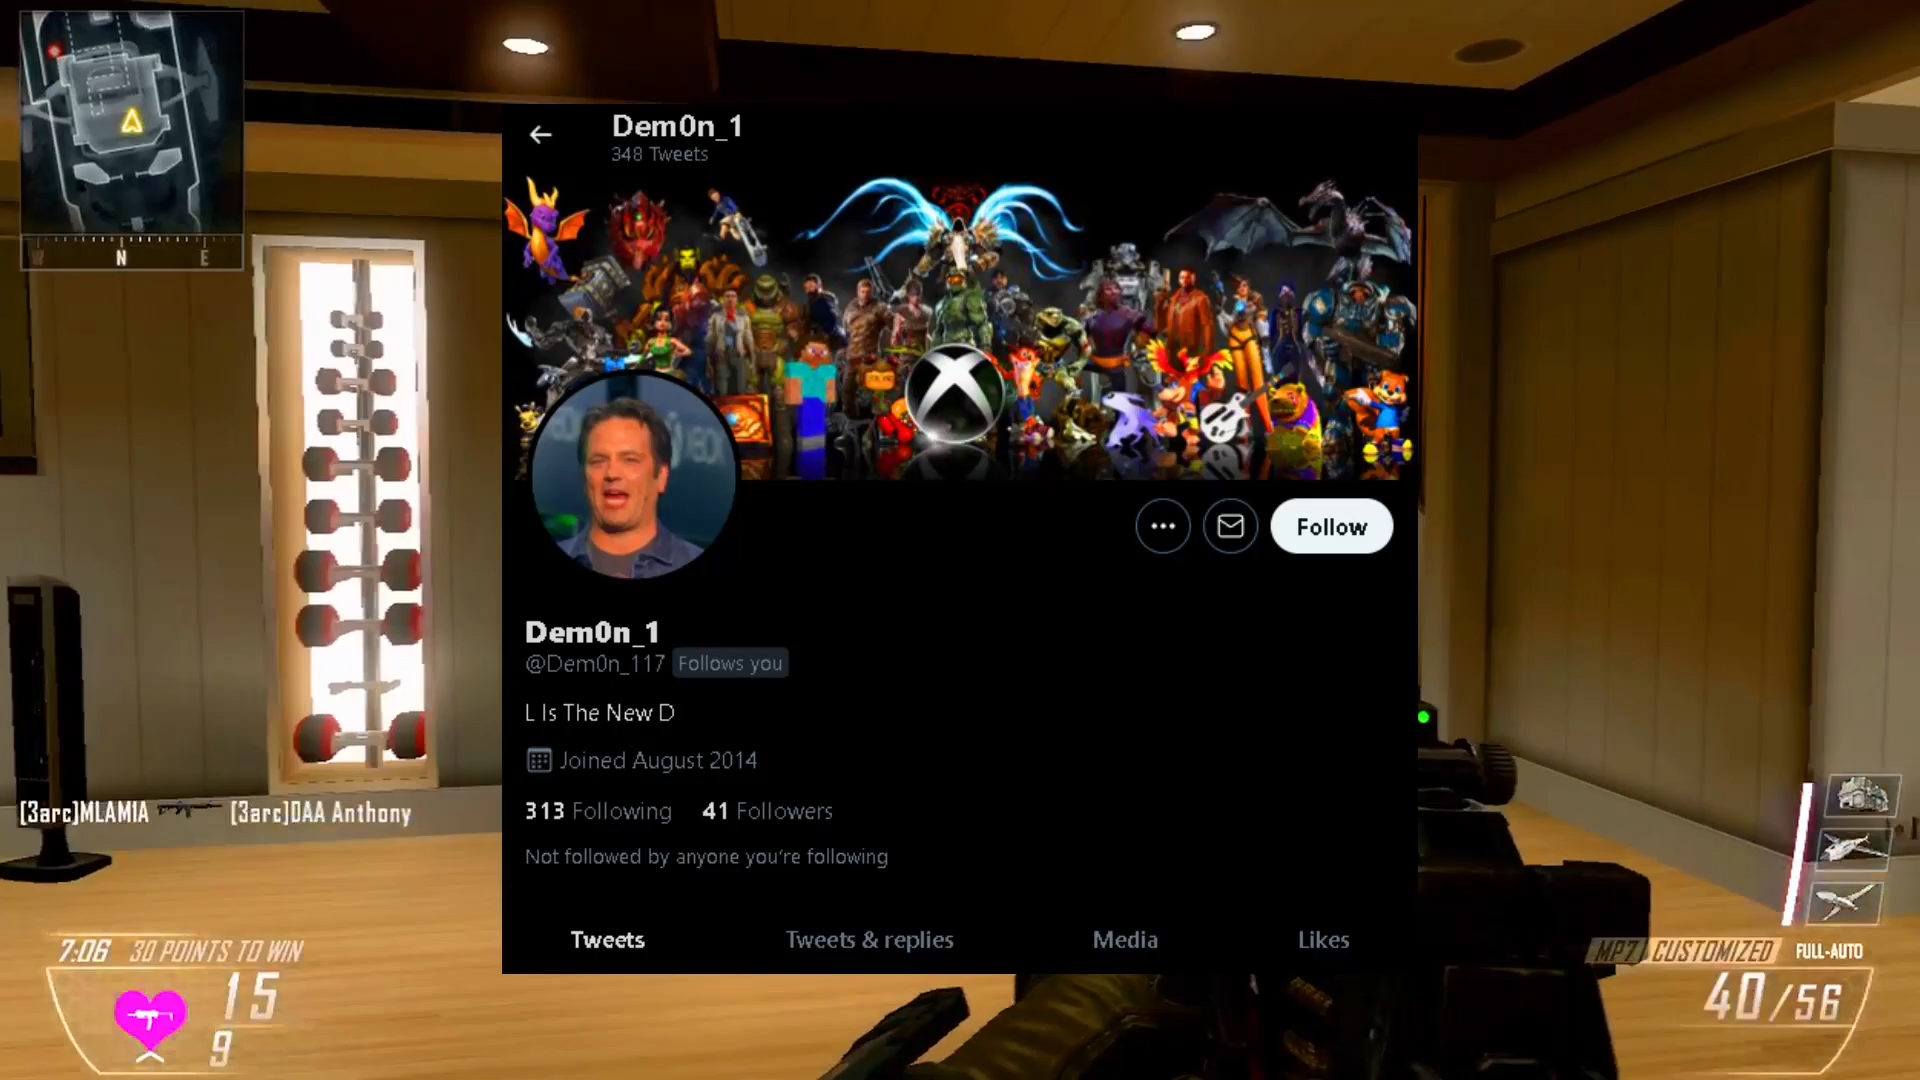 W N E
Dem0n_1
348 Tweets
Follow
Dem0n_1
@Dem0n_117 Follows you
L Is The New D
Joined August 2014
313 Following 41 Followers
Not followed by anyone you're following
Tweets Tweets & replies Media Likes
[3arc]MLAM1A [3arc]DAA Anthony
7:06 30 POINTS TO WIN
15
9
MP7 CUSTOMIZED FULL-AUTO
40/56